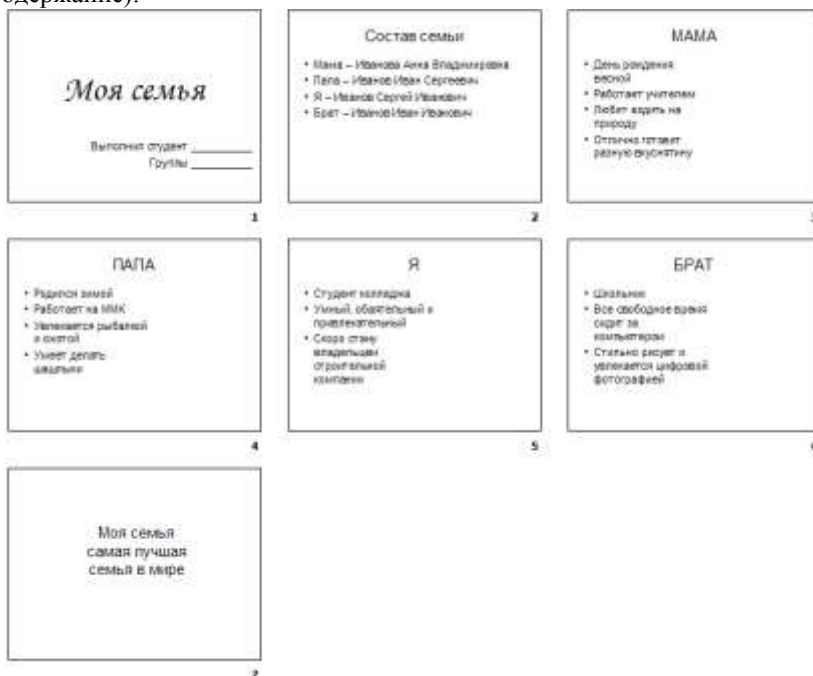 одержание).
Моя семья
Выполнил студент
Группы
1
Состав семьи
• Мама – Иванова Анна Владимировна
• Папа – Иванов Иван Сергеевич
• Я – Иванов Сергей Иванович
• Брат – Иванов Иван Иванович
2
МАМА
• День рождения
весной
• Работает учителем
• Любит ездить на
природу
• Отлично готовит
разную вкуснятину
ПАПА
• Родился зимой
• Работает на ММК
• Увлекается рыбалкой
и охотой
• Умеет делать
шашлыки
4
Я
• Студент колледжа
• Умный, обаятельный и
привлекательный
• Скоро стану
владельцем
строительной
компании
5
БРАТ
• Школьник
• Все свободное время
сидит за
компьютером
• Стильно рисует и
увлекается цифровой
фотографией
Моя семья
самая лучшая
семья в мире